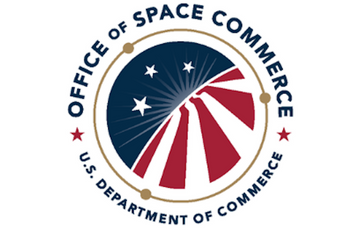 OFFICE OF SPACE COMMERCE
U.S. DEPARTMENT OF COMMERCE